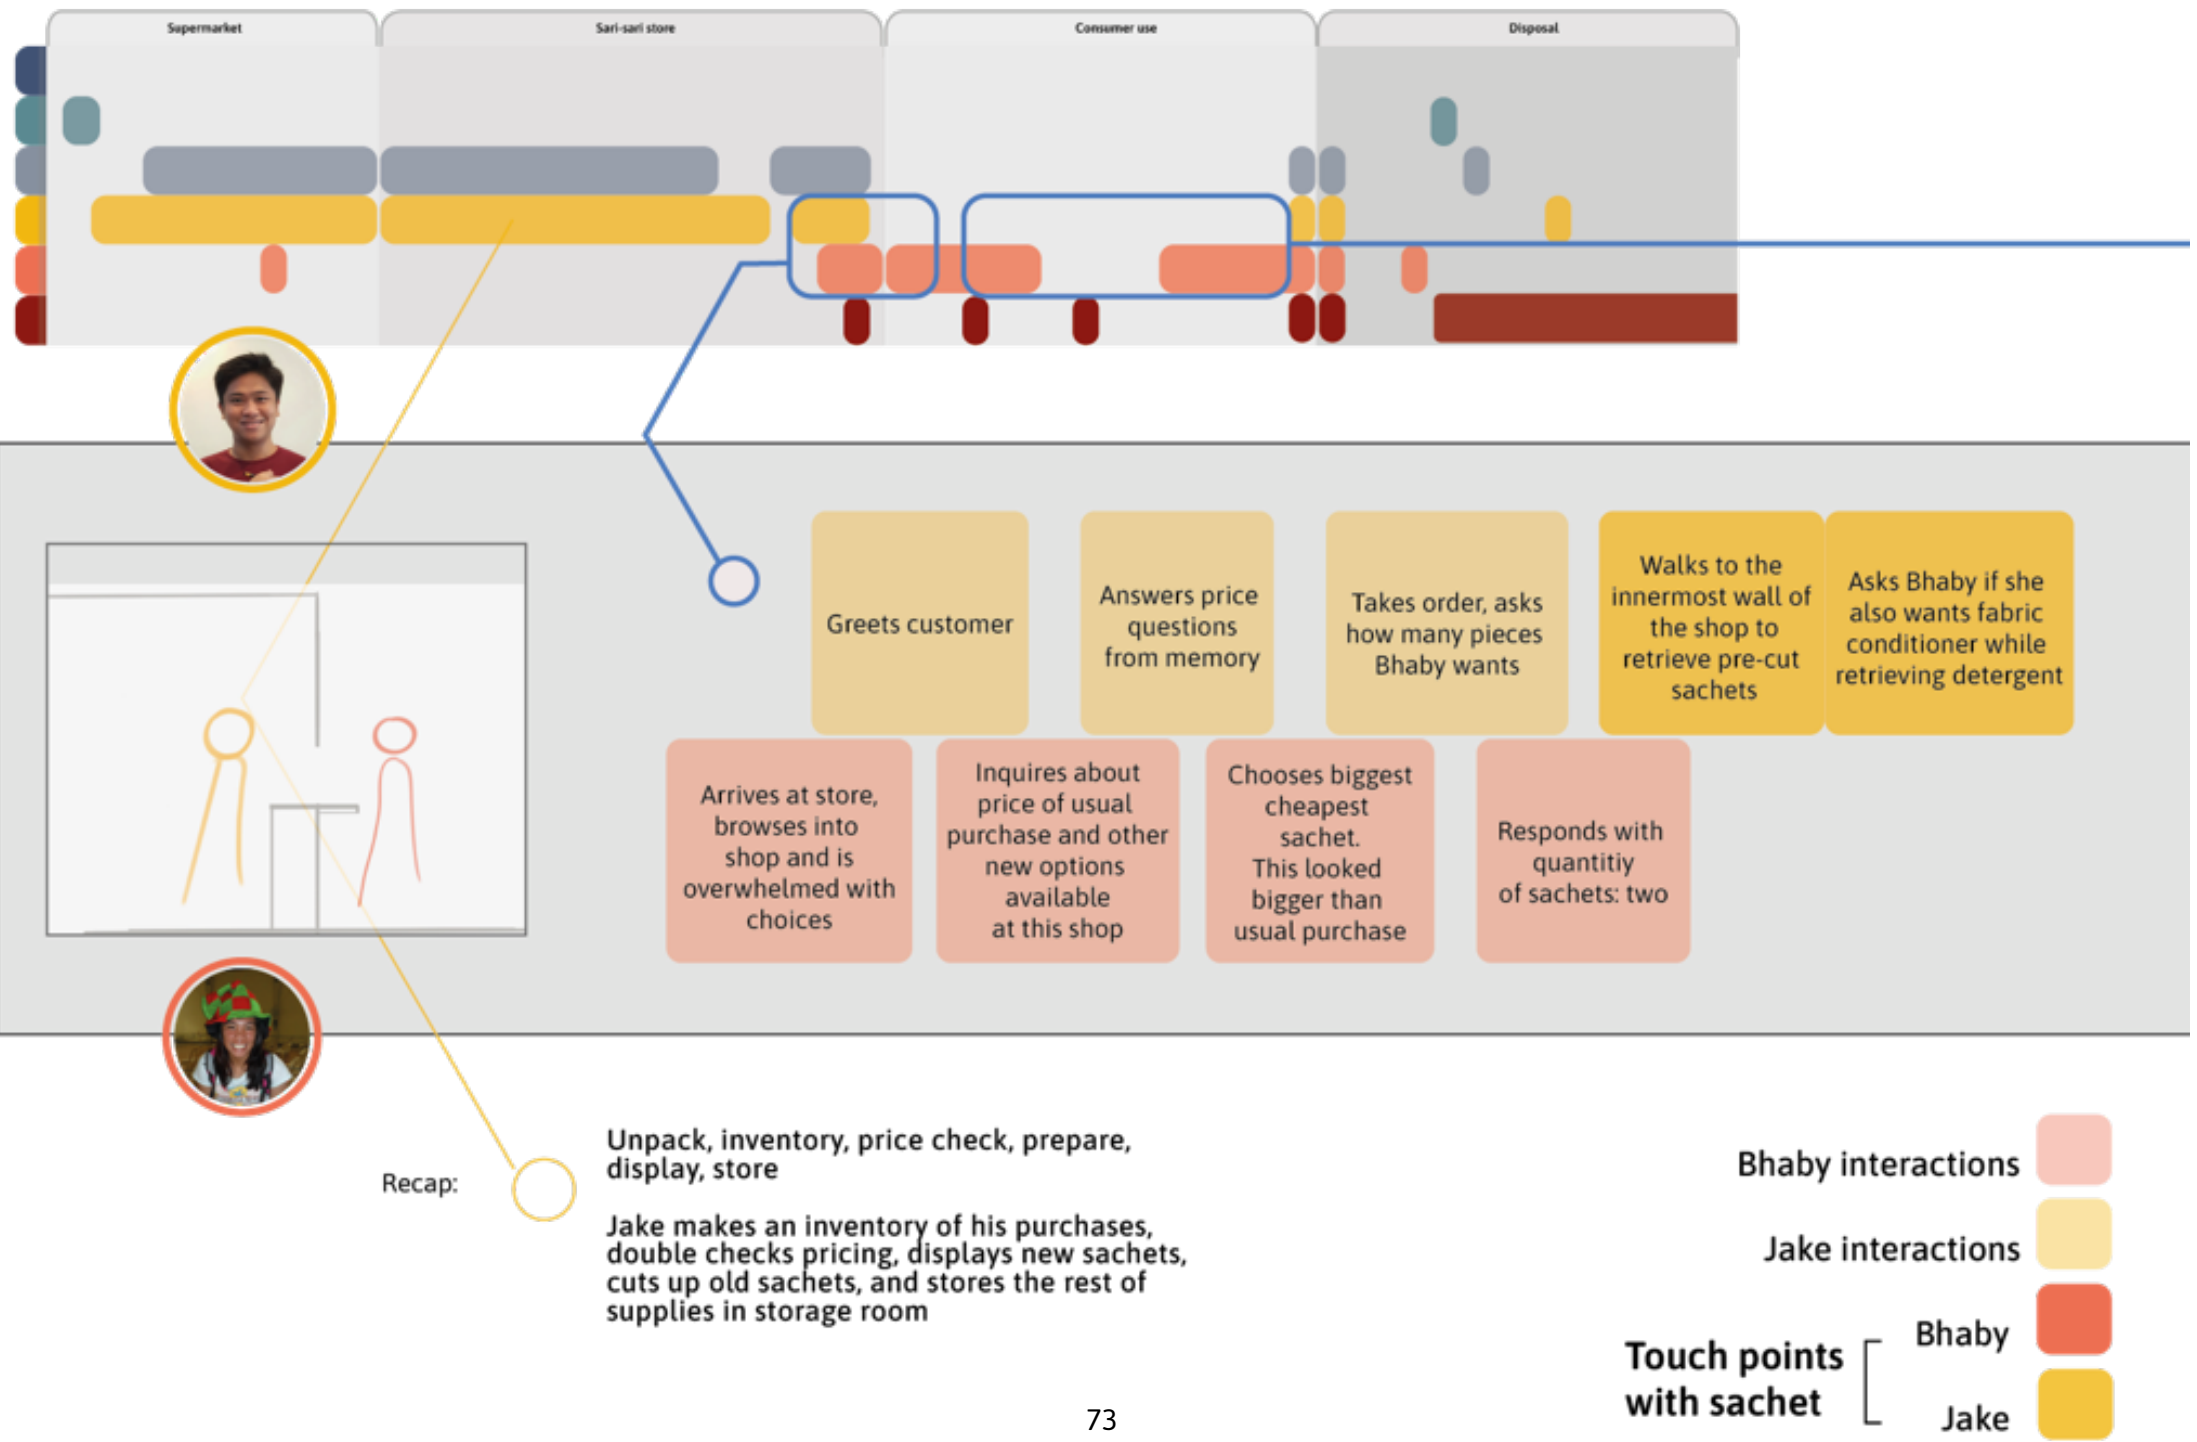 Supermarket
Sari-sari store
Consumer use
Disposal
Greets customer
Answers price
questions
from memory
Takes order, asks
how many pieces
Bhaby wants
Walks to the
innermost wall of
the shop to
retrieve pre-cut
sachets
Asks Bhaby if she
also wants fabric
conditioner while
retrieving detergent
Arrives at store,
browses into
shop and is
overwhelmed with
choices
Inquires about
price of usual
purchase and other
new options
available
at this shop
Chooses biggest
cheapest
sachet.
This looked
bigger than
usual purchase
Responds with
quantitiy
of sachets: two
Recap:
Unpack, inventory, price check, prepare,
display, store
Jake makes an inventory of his purchases,
double checks pricing, displays new sachets,
cuts up old sachets, and stores the rest of
supplies in storage room
Bhaby interactions
Jake interactions
Touch points
with sachet
Bhaby
Jake
73